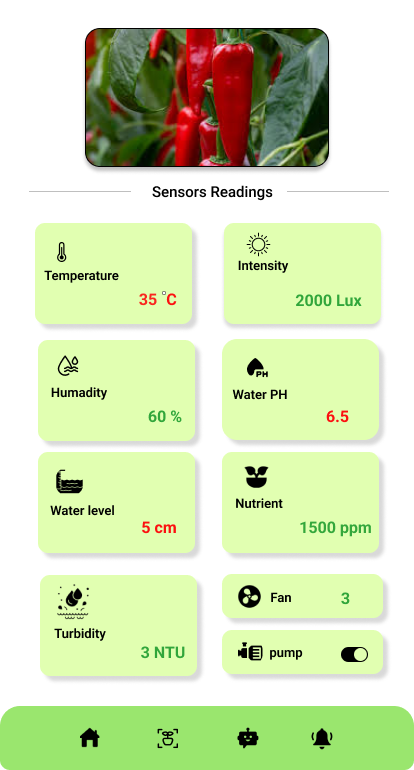 Sensors Readings
Temperature
35 °C
Intensity
2000 Lux
Humadity
60 %
PH
Water PH
6.5
Water level
5 cm
Nutrient
1500 ppm
Turbidity
3 NTU
Fan
3
pump